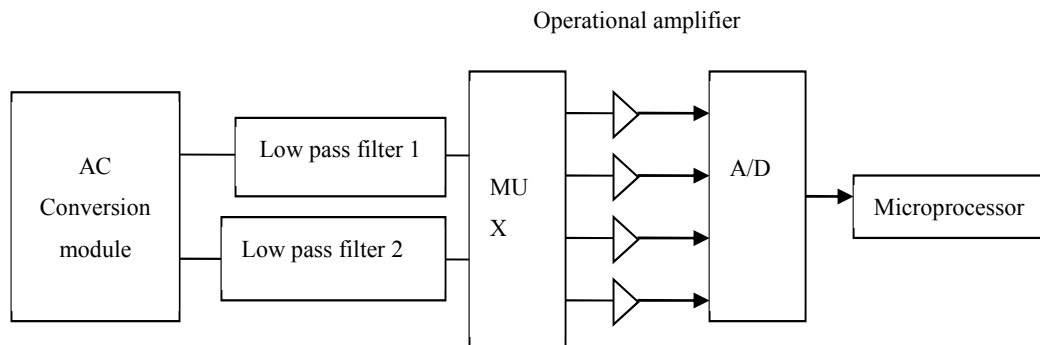 Operational amplifier
AC
Conversion
module
Low pass filter 1
Low pass filter 2
MU
X
A/D
Microprocessor